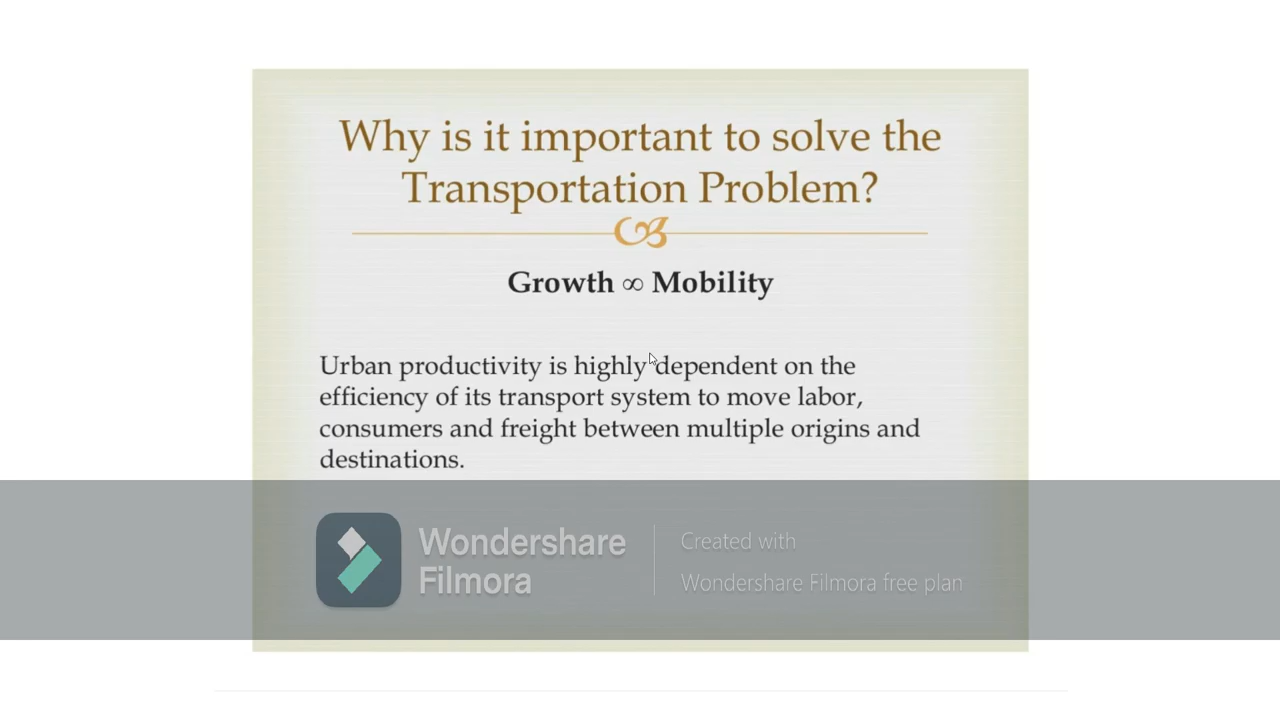 Why is it important to solve the
Transportation Problem?
Growth ∞ Mobility
Urban productivity is highly dependent on the
efficiency of its transport system to move labor,
consumers and freight between multiple origins and
destinations.
Wondershare
Filmora
Created with
Wondershare Filmora free plan